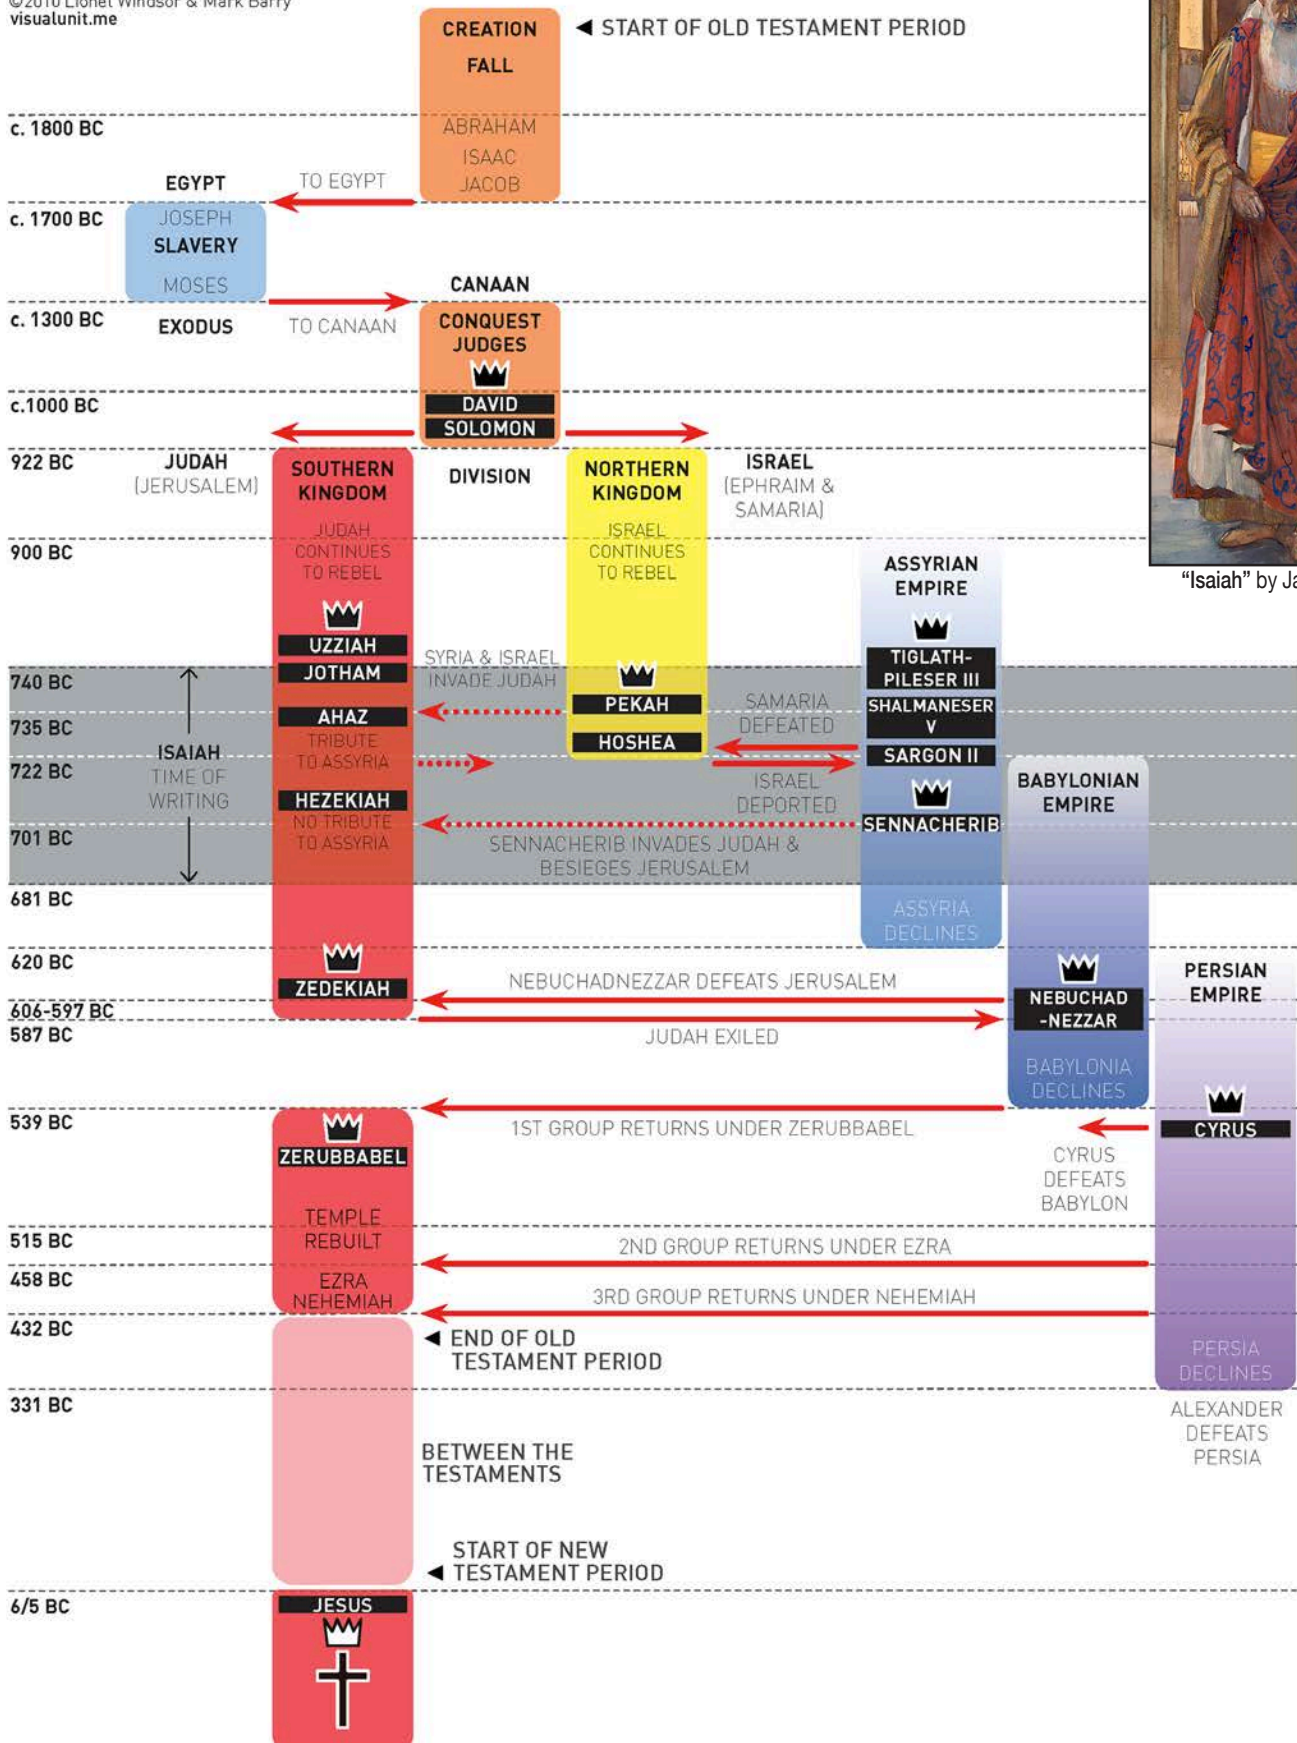 ©2010 Lionel Windsor & Mark Barry
visualunit.me
CREATION
◄ START OF OLD TESTAMENT PERIOD
FALL
c. 1800 BC
ABRAHAM
ISAAC
JACOB
EGYPT
TO EGYPT
c. 1700 BC
JOSEPH
SLAVERY
MOSES
CANAAN
c. 1300 BC
EXODUS
TO CANAAN
CONQUEST
JUDGES
c.1000 BC
DAVID
SOLOMON
922 BC
JUDAH
(JERUSALEM)
SOUTHERN
KINGDOM
DIVISION
NORTHERN
KINGDOM
ISRAEL
(EPHRAIM &
SAMARIA)
900 BC
JUDAH
CONTINUES
TO REBEL
ISRAEL
CONTINUES
TO REBEL
ASSYRIAN
EMPIRE
"Isaiah" by Ja
UZZIAH
JOTHAM
SYRIA & ISRAEL
INVADE JUDAH
TIGLATH-
PILESER III
740 BC
PEKAH
SAMARIA
DEFEATED
SHALMANESER
V
735 BC
AHAZ
TRIBUTE
TO ASSYRIA
HOSHEA
SARGON II
722 BC
ISAIAH
TIME OF
WRITING
ISRAEL
DEPORTED
BABYLONIAN
EMPIRE
HEZEKIAH
NO TRIBUTE
TO ASSYRIA
SENNACHERIB
701 BC
SENNACHERIB INVADES JUDAH &
BESIEGES JERUSALEM
681 BC
ASSYRIA
DECLINES
620 BC
ZEDEKIAH
NEBUCHADNEZZAR DEFEATS JERUSALEM
PERSIAN
EMPIRE
606-597 BC
NEBUCHAD
-NEZZAR
587 BC
JUDAH EXILED
BABYLONIA
DECLINES
539 BC
1ST GROUP RETURNS UNDER ZERUBBABEL
CYRUS
ZERUBBABEL
CYRUS
DEFEATS
BABYLON
TEMPLE
REBUILT
515 BC
2ND GROUP RETURNS UNDER EZRA
458 BC
EZRA
NEHEMIAH
3RD GROUP RETURNS UNDER NEHEMIAH
432 BC
◄ END OF OLD
TESTAMENT PERIOD
PERSIA
DECLINES
331 BC
ALEXANDER
DEFEATS
PERSIA
BETWEEN THE
TESTAMENTS
START OF NEW
◄ TESTAMENT PERIOD
6/5 BC
JESUS